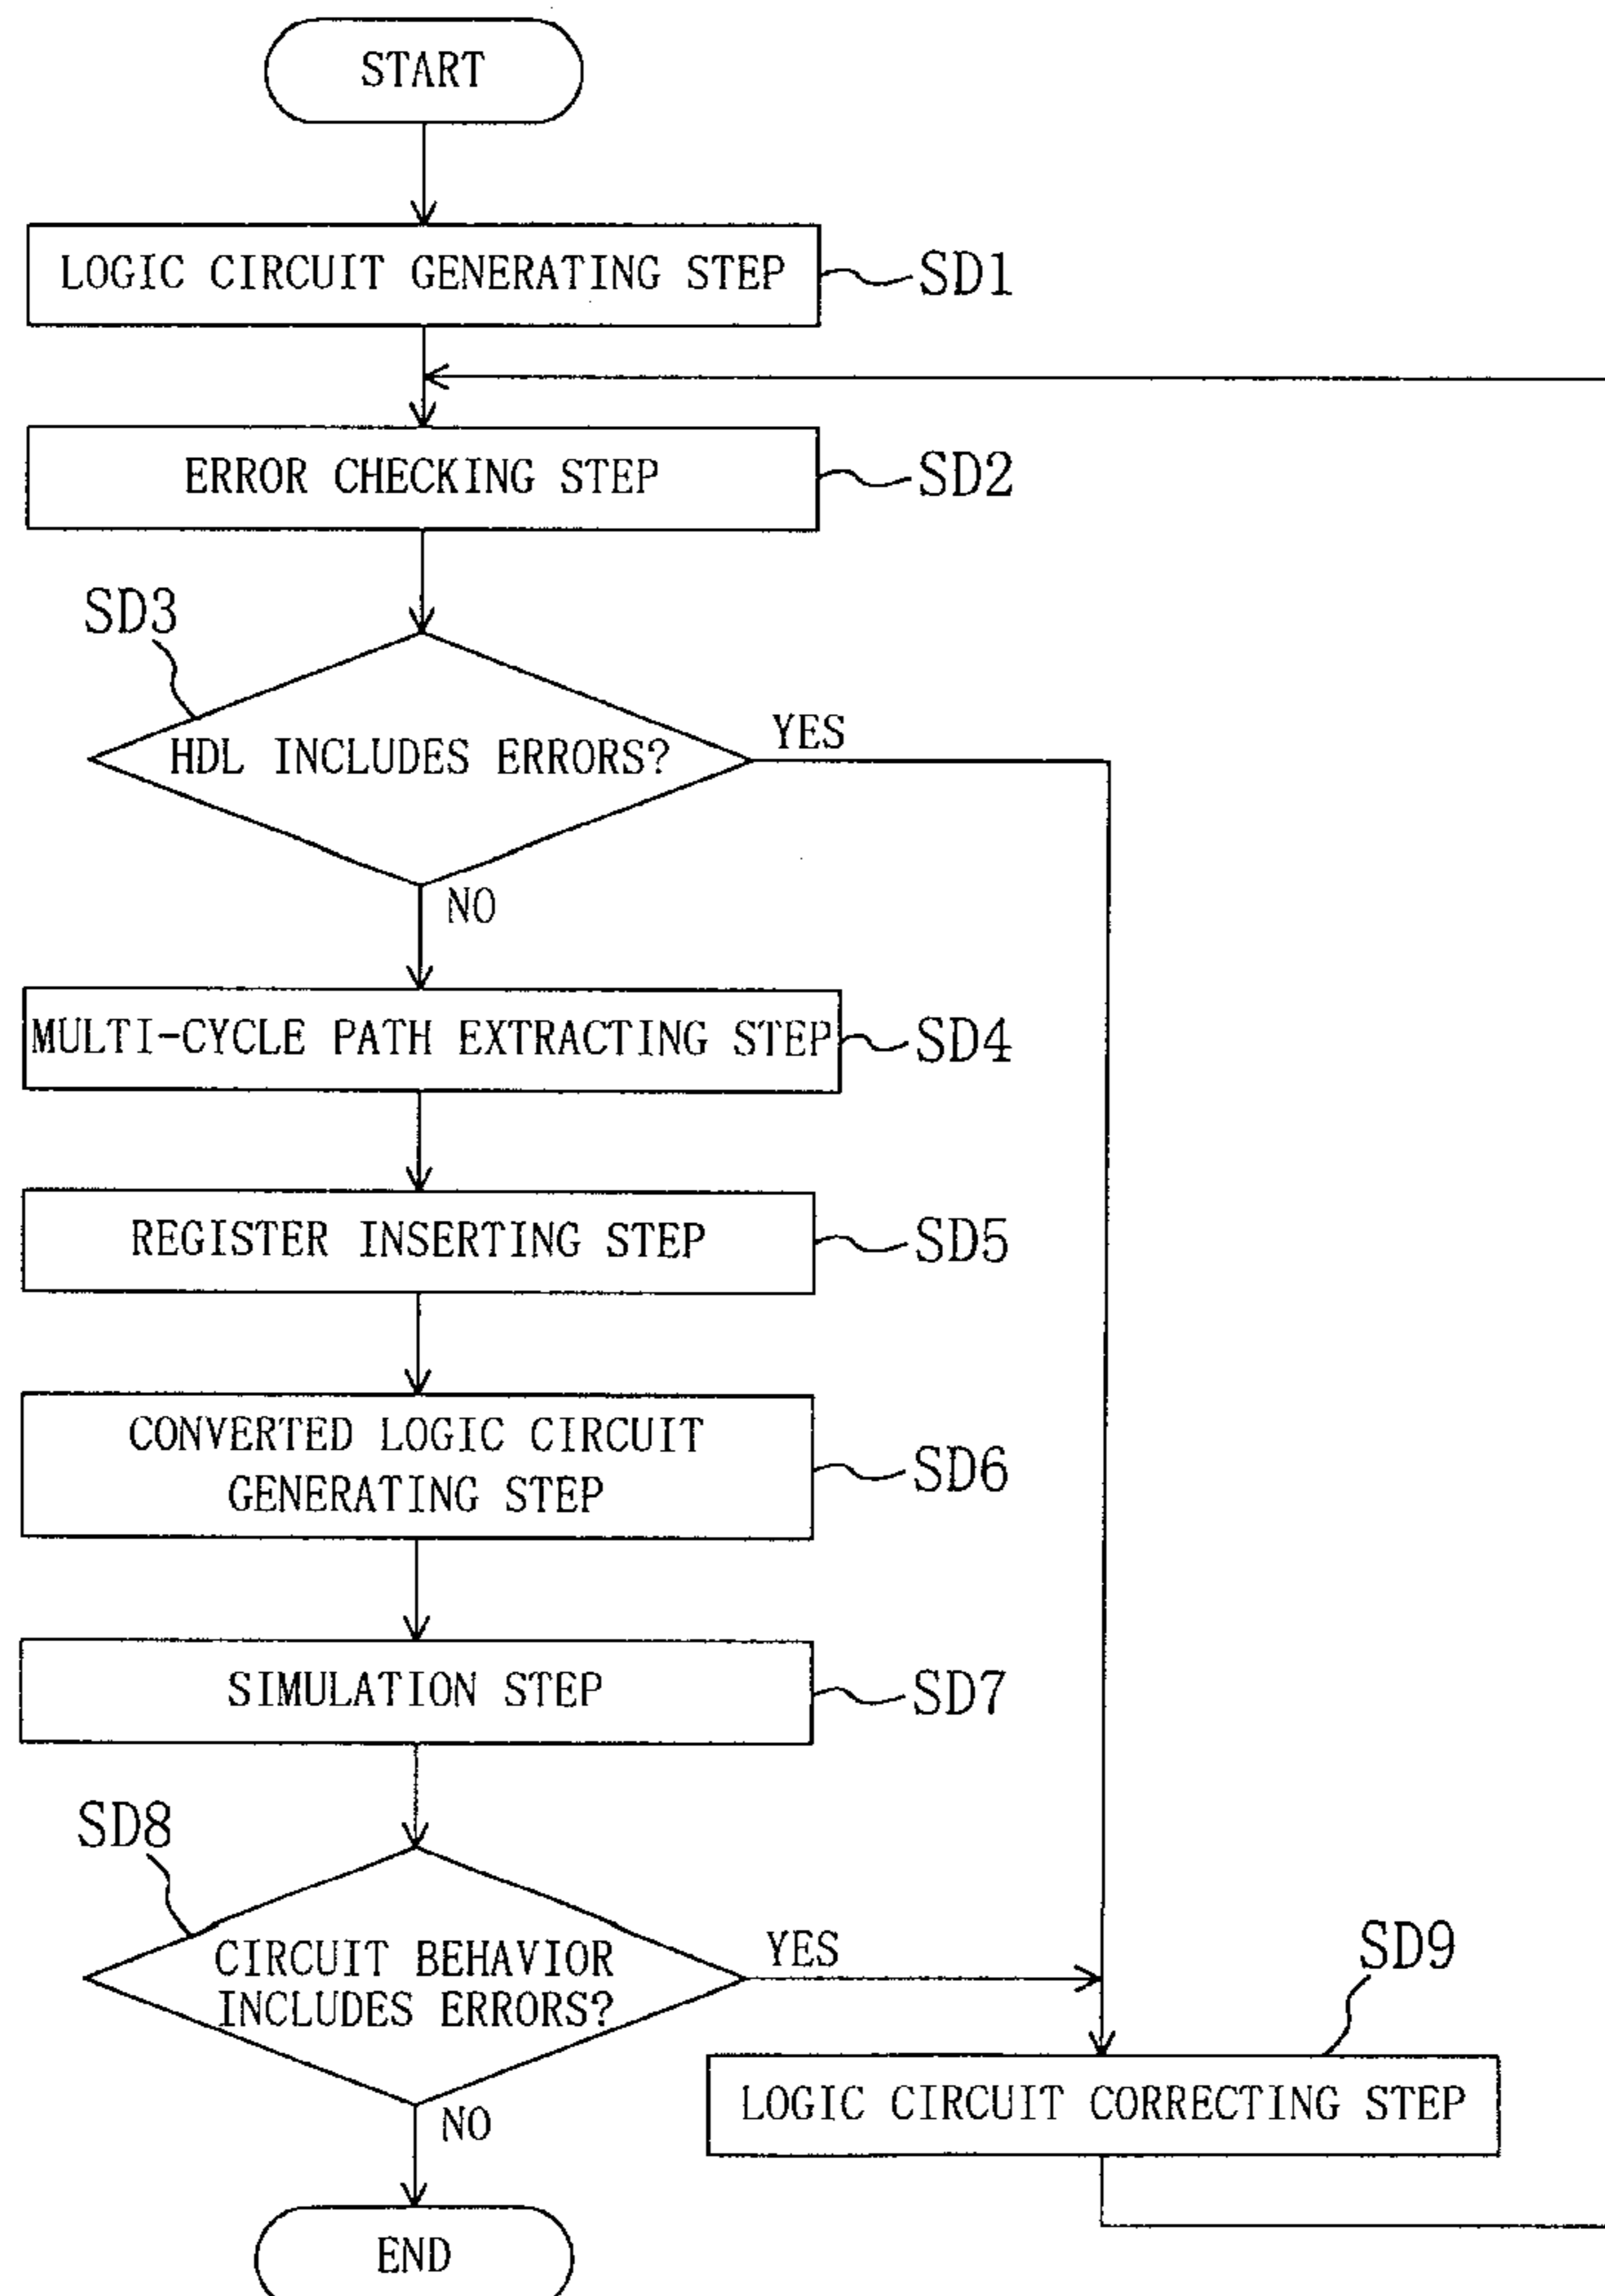 START
LOGIC CIRCUIT GENERATING STEP
SD1
ERROR CHECKING STEP
SD2
SD3
HDL INCLUDES ERRORS?
YES
NO
MULTI-CYCLE PATH EXTRACTING STEP
SD4
REGISTER INSERTING STEP
SD5
CONVERTED LOGIC CIRCUIT
GENERATING STEP
SD6
SIMULATION STEP
SD7
SD8
CIRCUIT BEHAVIOR
INCLUDES ERRORS?
YES
SD9
LOGIC CIRCUIT CORRECTING STEP
NO
END